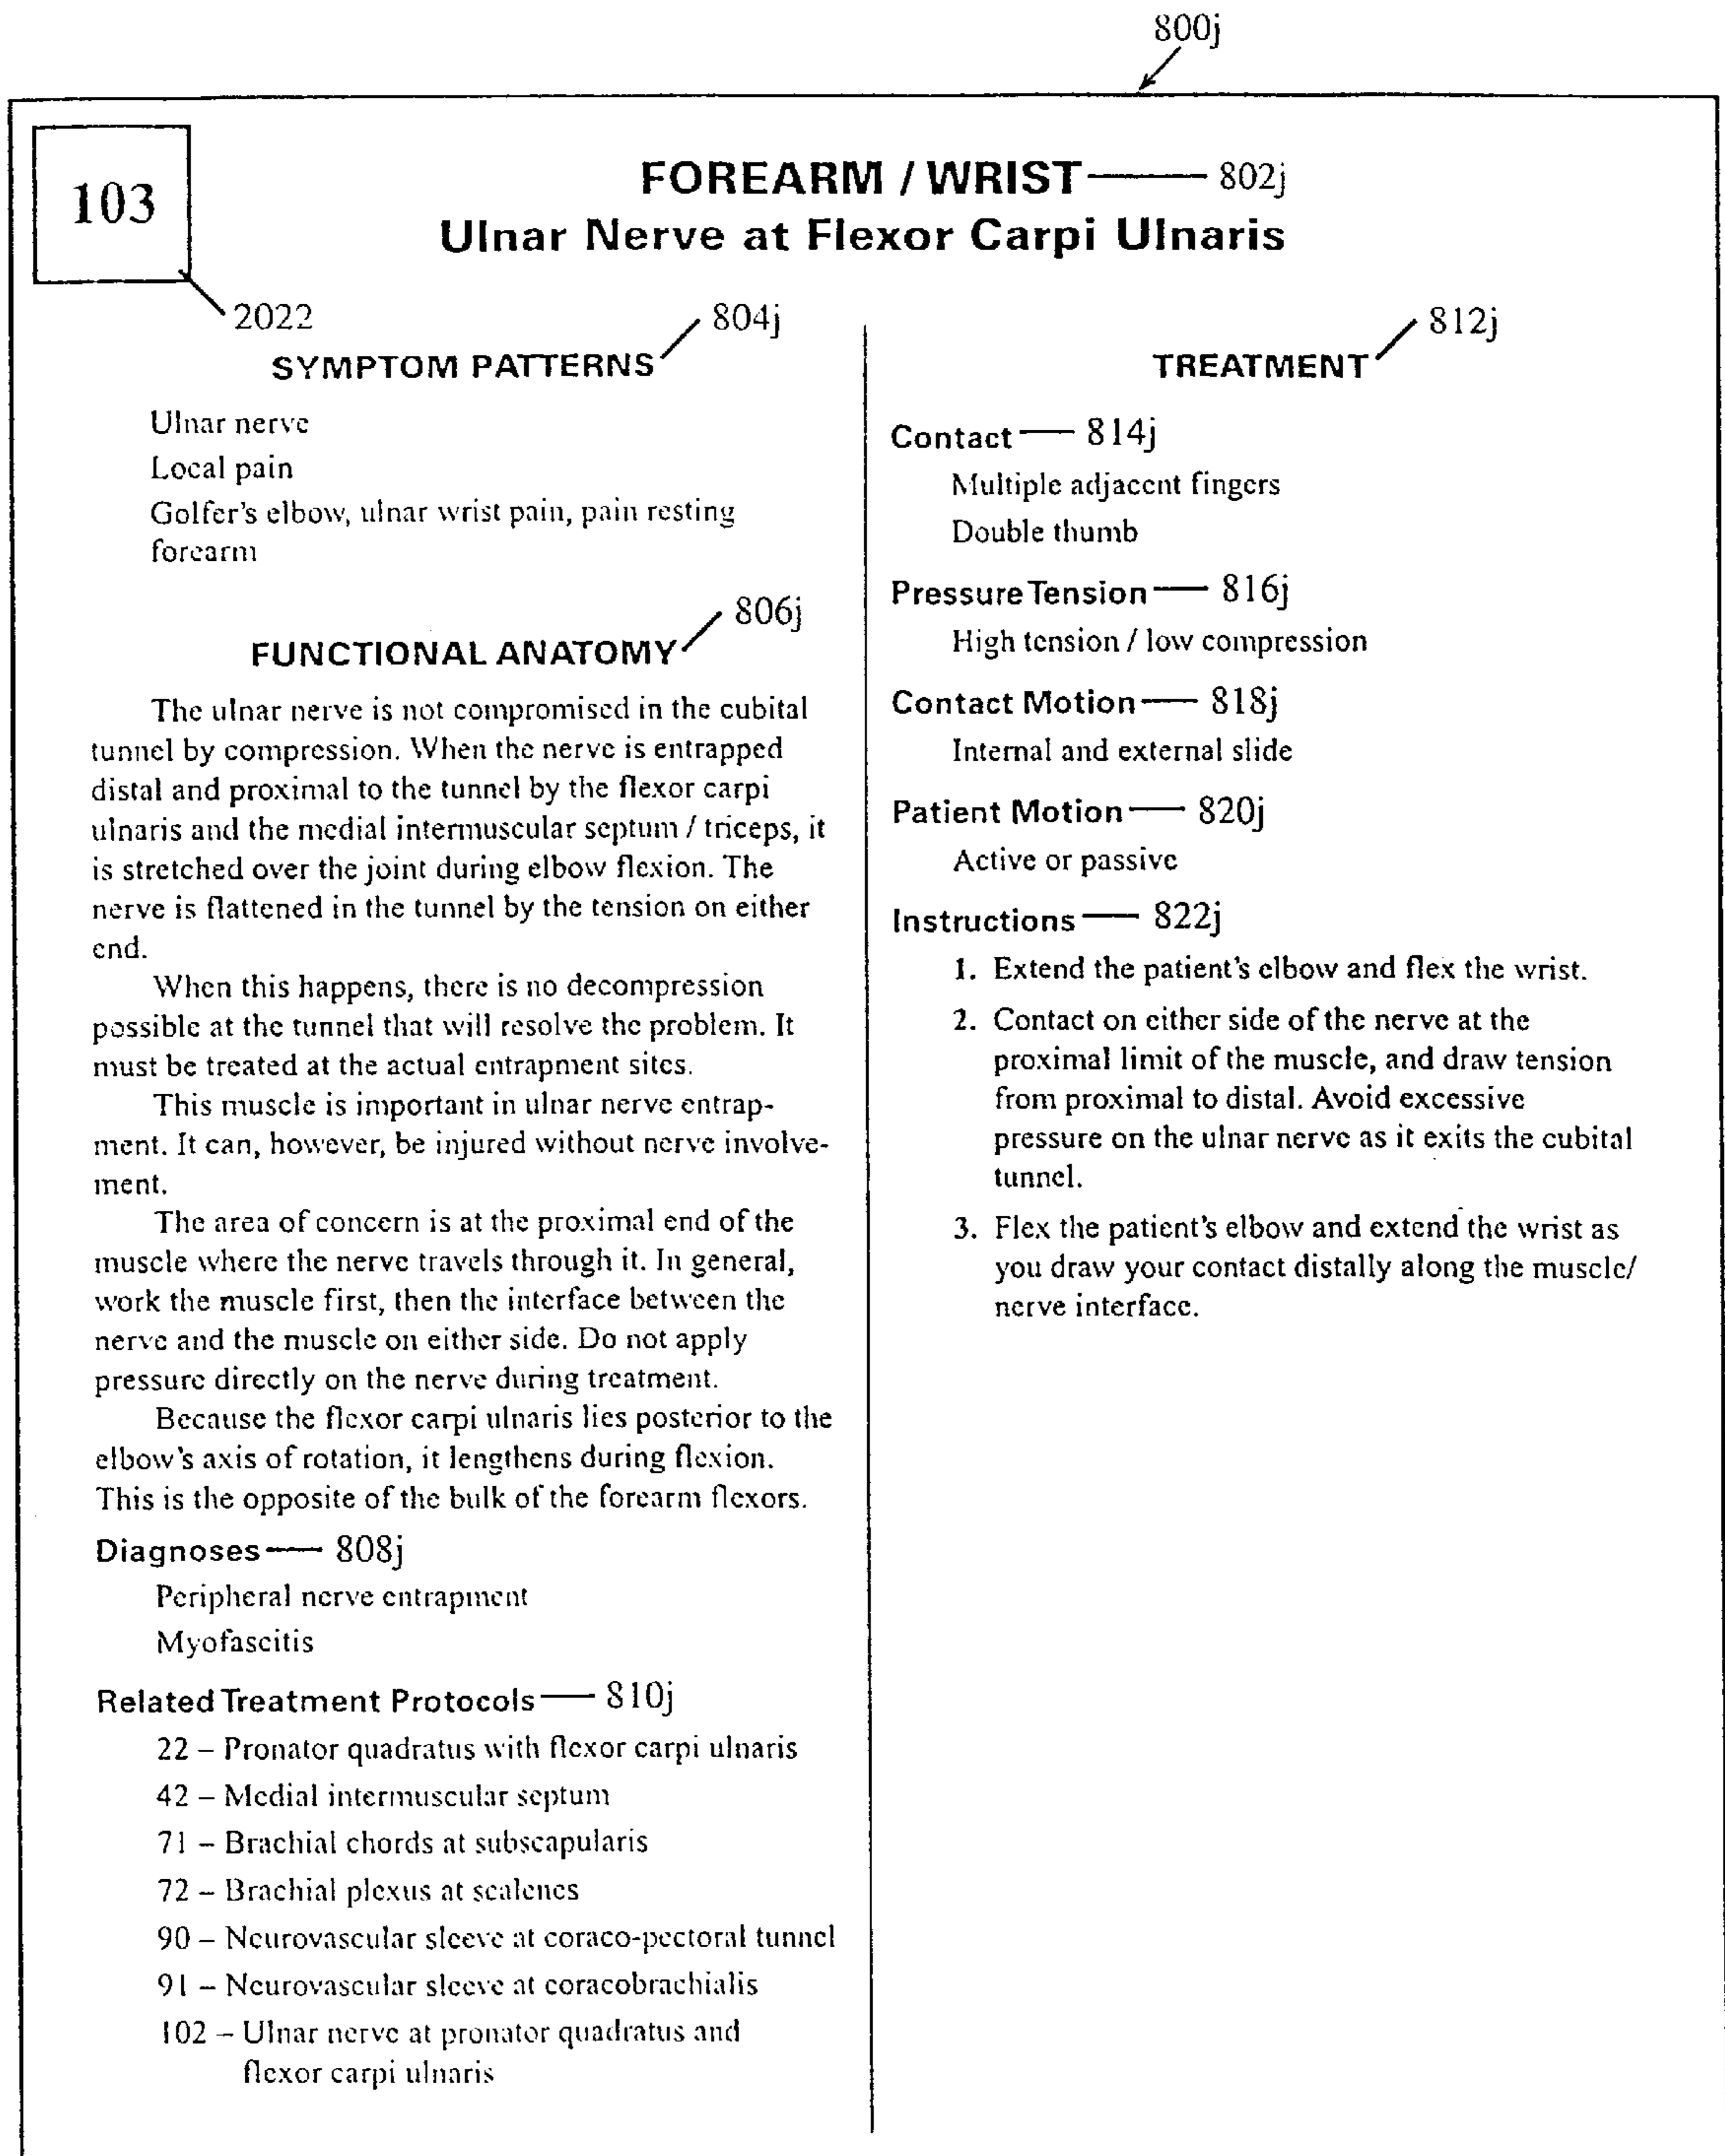 800j
103
FOREARM / WRIST 802j
Ulnar Nerve at Flexor Carpi Ulnaris
2022
804j
SYMPTOM PATTERNS
Ulnar nerve
Local pain
Golfer's elbow, ulnar wrist pain, pain resting
forearm
806j
FUNCTIONAL ANATOMY
The ulnar nerve is not compromised in the cubital
tunnel by compression. When the nerve is entrapped
distal and proximal to the tunnel by the flexor carpi
ulnaris and the medial intermuscular septum / triceps, it
is stretched over the joint during elbow flexion. The
nerve is flattened in the tunnel by the tension on either
end.
When this happens, there is no decompression
possible at the tunnel that will resolve the problem. It
must be treated at the actual entrapment sites.
This muscle is important in ulnar nerve entrap-
ment. It can, however, be injured without nerve involve-
ment.
The area of concern is at the proximal end of the
muscle where the nerve travels through it. In general,
work the muscle first, then the interface between the
nerve and the muscle on either side. Do not apply
pressure directly on the nerve during treatment.
Because the flexor carpi ulnaris lies posterior to the
elbow's axis of rotation, it lengthens during flexion.
This is the opposite of the bulk of the forearm flexors.
Diagnoses 808j
Peripheral nerve entrapment
Myofascitis
Related Treatment Protocols 810j
22 – Pronator quadratus with flexor carpi ulnaris
42 – Medial intermuscular septum
71 – Brachial chords at subscapularis
72 – Brachial plexus at scalenes
90 – Neurovascular sleeve at coraco-pectoral tunnel
91 – Neurovascular sleeve at coracobrachialis
102 – Ulnar nerve at pronator quadratus and
flexor carpi ulnaris
812j
TREATMENT
Contact 814j
Multiple adjacent fingers
Double thumb
Pressure Tension 816j
High tension / low compression
Contact Motion 818j
Internal and external slide
Patient Motion 820j
Active or passive
Instructions 822j
1. Extend the patient's elbow and flex the wrist.
2. Contact on either side of the nerve at the
proximal limit of the muscle, and draw tension
from proximal to distal. Avoid excessive
pressure on the ulnar nerve as it exits the cubital
tunnel.
3. Flex the patient's elbow and extend the wrist as
you draw your contact distally along the muscle/
nerve interface.